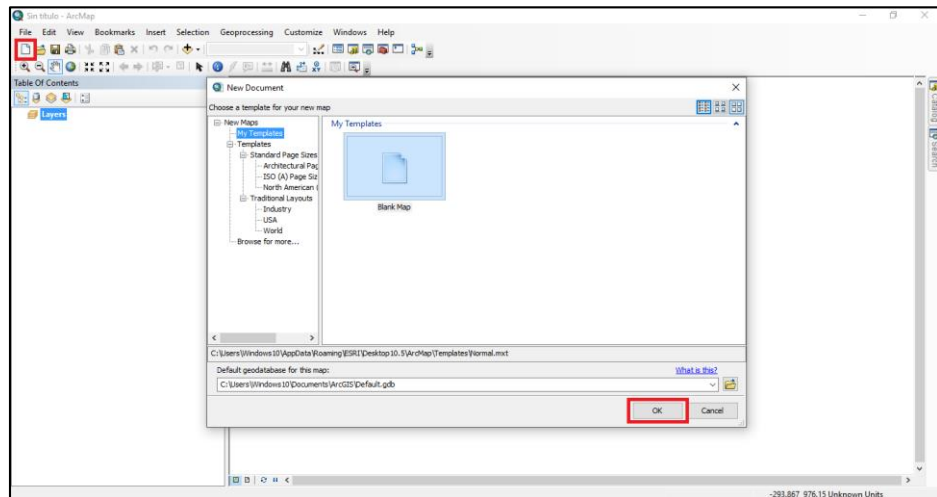 Sin título - ArcMap
File Edit View Bookmarks Insert Selection Geoprocessing Customize Windows Help
Table Of Contents
Layers
New Document
Choose a template for your new map
New Maps
My Templates
Templates
Standard Page Sizes
Architectural Pag
ISO (A) Page Siz
North American (
Traditional Layouts
Industry
USA
World
Browse for more...
My Templates
Blank Map
C:\Users\Windows10\AppData\Roaming\ESRI\Desktop10.5\ArcMap\Templates\Normal.mxt
Default geodatabase for this map:
What is this?
C:\Users\Windows10\Documents\ArcGIS\Default.gdb
OK Cancel
Catalog
Search
-293,867 976,15 Unknown Units